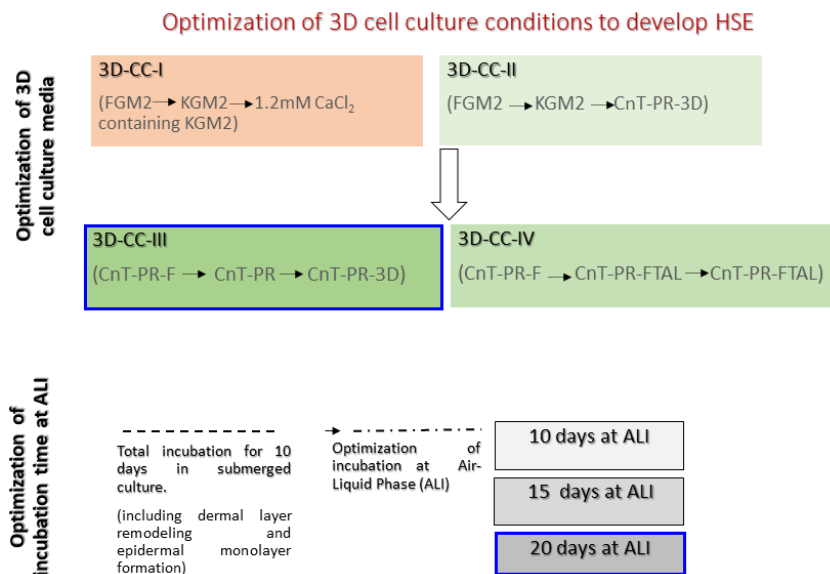 Optimization of 3D cell culture conditions to develop HSE
Optimization of 3D
cell culture media
3D-CC-I
(FGM2→ KGM2→1.2mM CaCl₂
containing KGM2)
3D-CC-II
(FGM2 → KGM2 →CnT-PR-3D)
3D-CC-III
(CnT-PR-F → CnT-PR → CnT-PR-3D)
3D-CC-IV
(CnT-PR-F → CnT-PR-FTAL → CnT-PR-FTAL)
Optimization of
incubation time at ALI
Total incubation for 10
days in submerged
culture.
(including dermal layer
remodeling and
epidermal monolayer
formation)
Optimization of
incubation at Air-
Liquid Phase (ALI)
10 days at ALI
15 days at ALI
20 days at ALI